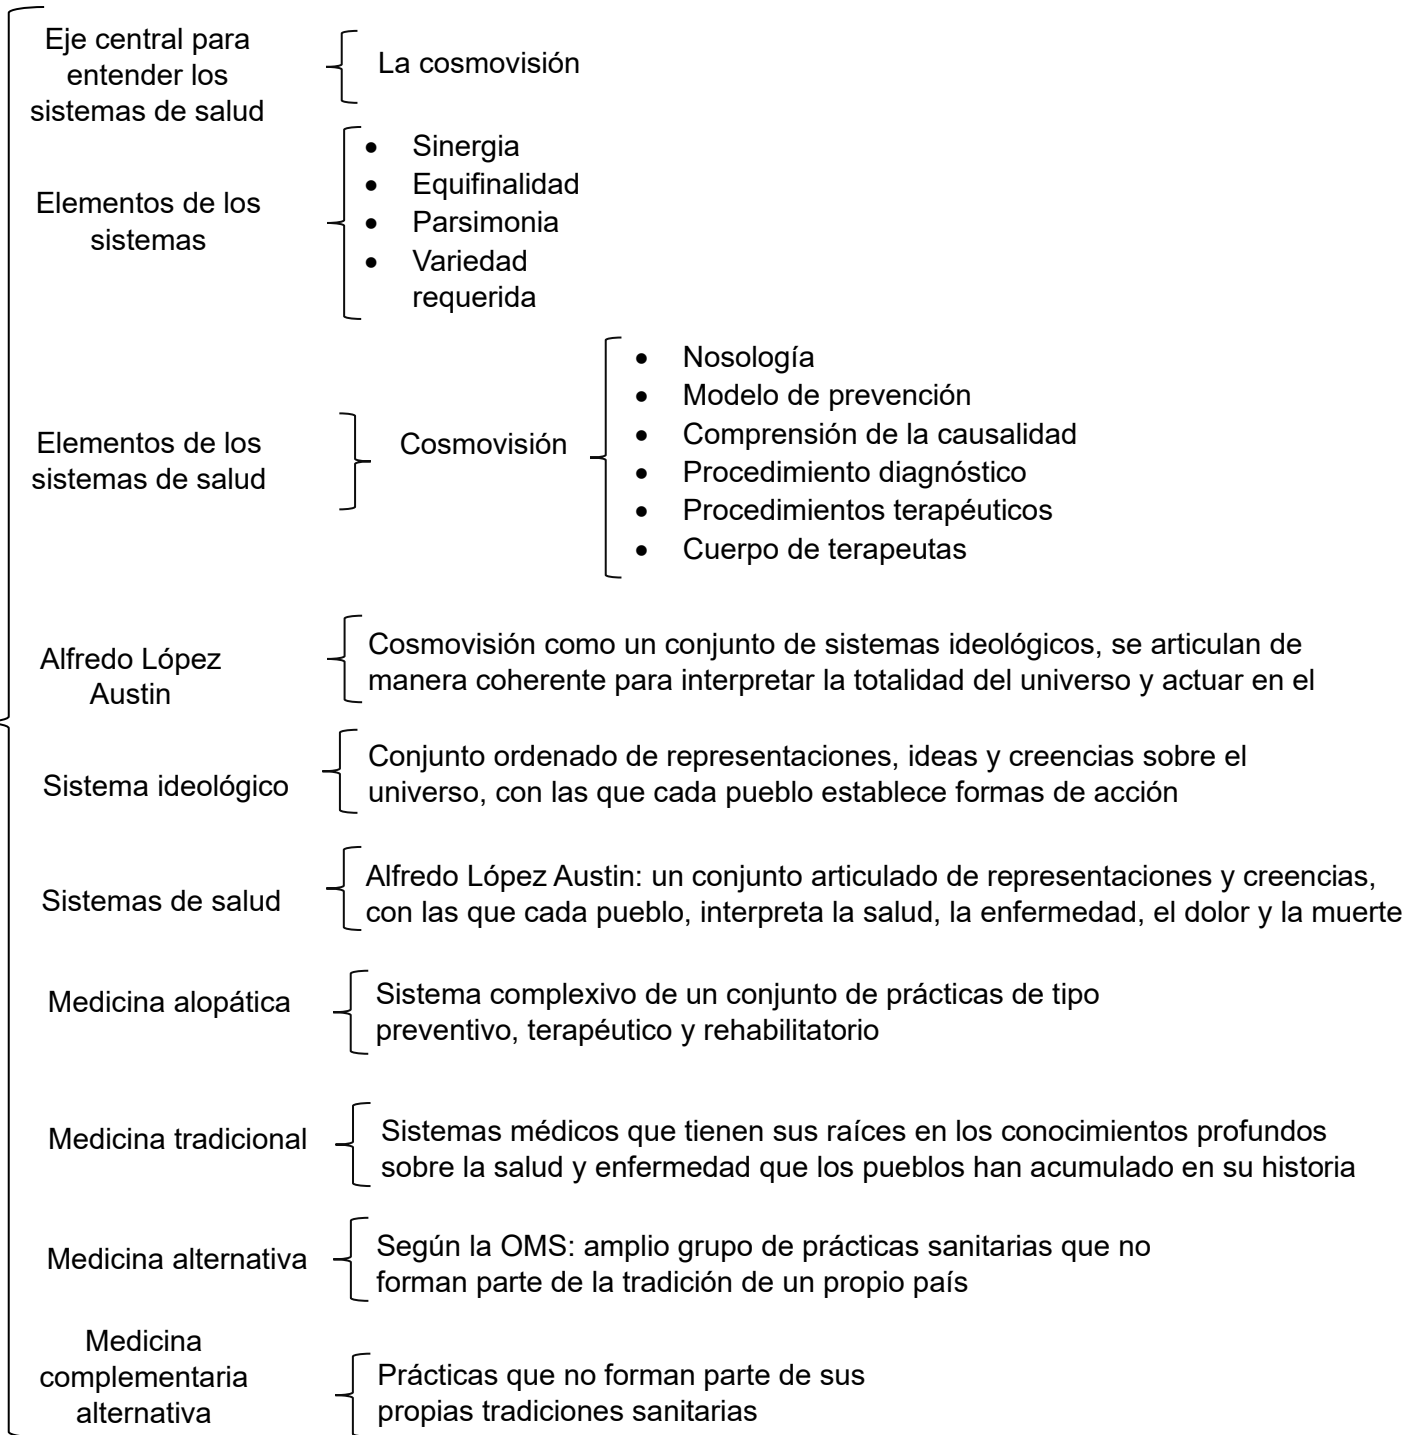 Eje central para
entender los
sistemas de salud
La cosmovisión
Elementos de los
sistemas
• Sinergia
• Equifinalidad
• Parsimonia
• Variedad
requerida
Elementos de los
sistemas de salud
Cosmovisión
• Nosología
• Modelo de prevención
• Comprensión de la causalidad
• Procedimiento diagnóstico
• Procedimientos terapéuticos
• Cuerpo de terapeutas
Alfredo López
Austin
Cosmovisión como un conjunto de sistemas ideológicos, se articulan de
manera coherente para interpretar la totalidad del universo y actuar en el
Sistema ideológico
Conjunto ordenado de representaciones, ideas y creencias sobre el
universo, con las que cada pueblo establece formas de acción
Sistemas de salud
Alfredo López Austin: un conjunto articulado de representaciones y creencias,
con las que cada pueblo, interpreta la salud, la enfermedad, el dolor y la muerte
Medicina alopática
Sistema complexivo de un conjunto de prácticas de tipo
preventivo, terapéutico y rehabilitatorio
Medicina tradicional
Sistemas médicos que tienen sus raíces en los conocimientos profundos
sobre la salud y enfermedad que los pueblos han acumulado en su historia
Medicina alternativa
Según la OMS: amplio grupo de prácticas sanitarias que no
forman parte de la tradición de un propio país
Medicina
complementaria
alternativa
Prácticas que no forman parte de sus
propias tradiciones sanitarias